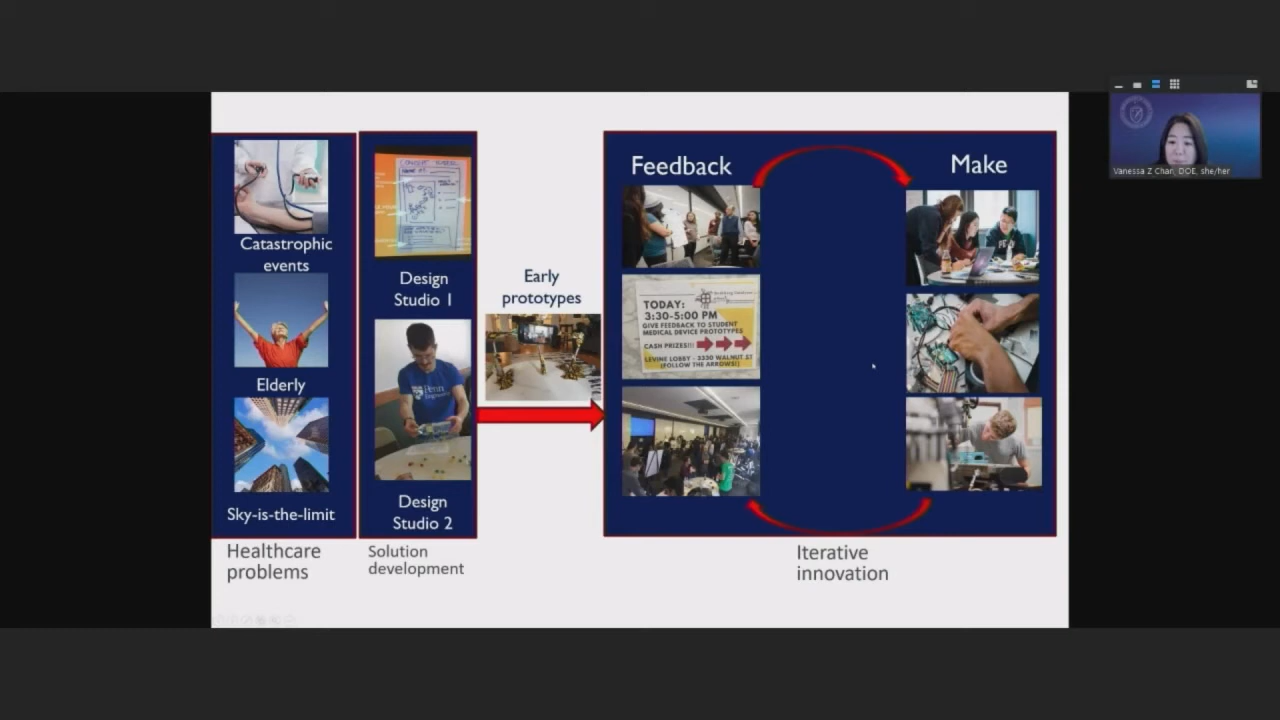 Catastrophic
events
Elderly
Sky-is-the-limit
Healthcare
problems
Design
Studio 1
Design
Studio 2
Solution
development
Early
prototypes
Feedback
TODAY:
3:30-5:00 PM
GIVE FEEDBACK TO STUDENT
MEDICAL DEVICE PROTOTYPES
CASH PRIZES!!!
LEVINE LOBBY - 3330 WALNUT ST
(FOLLOW THE ARROWS!)
Make
Iterative
innovation
Penn
Vanessa Z Chan, DOE, she/her